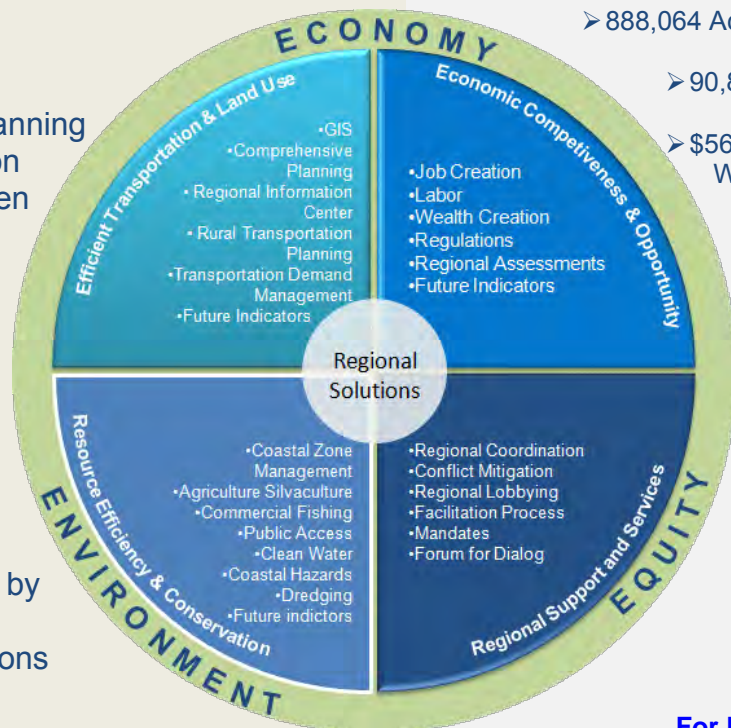 ECONOMY
➢888,064 Ac
➢90,8
➢$56
W
anning
on
en
Efficient Transportation & Land Use
•GIS
•Comprehensive
Planning
• Regional Information
Center
• Rural Transportation
Planning
•Transportation Demand
Management
•Future Indicators
Economic Competiveness & Opportunity
•Job Creation
•Labor
•Wealth Creation
•Regulations
•Regional Assessments
•Future Indicators
Regional
Solutions
Resource Efficiency & Conservation
•Coastal Zone
Management
•Agriculture Silvaculture
•Commercial Fishing
•Public Access
•Clean Water
•Coastal Hazards
•Dredging
•Future indictors
•Regional Coordination
•Conflict Mitigation
•Regional Lobbying
•Facilitation Process
•Mandates
•Forum for Dialog
Regional Support and Services
ENVIRONMENT
EQUITY
by
ons
For